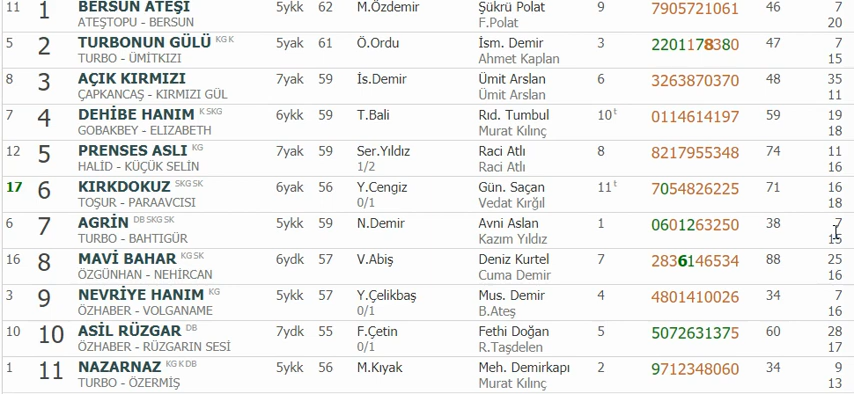 11 1 BERSUN ATEŞİ 5ykk 62 M.Özdemir Şükrü Polat 9 7905721061 46 7
ATEŞTOPU - BERSUN F.Polat 20
5 2 TURBONUN GÜLÜ KG K 5yak 61 Ö.Ordu İsm. Demir 3 2201178380 47 7
TURBO - ÜMİTKIZI Ahmet Kaplan 15
8 3 AÇIK KIRMIZI 7yak 59 İs.Demir Ümit Arslan 6 3263870370 48 35
ÇAPKANCAŞ - KIRMIZI GÜL Ümit Arslan 11
7 4 DEHİBE HANIM K SKG 6ykk 59 T.Bali Rıd. Tumbul 10 t 0114614197 59 19
GOBAKBEY - ELIZABETH Murat Kılınç 18
12 5 PRENSES ASLI KG 7yak 59 Ser.Yıldız Raci Atlı 8 8217955348 74 11
HALİD - KÜÇÜK SELİN 1/2 Raci Atlı 16
17 6 KIRKDOKUZ SKG SK 6yak 56 Y.Cengiz Gün. Saçan 11 t 7054826225 71 16
TOŞUR - PARAAVCISI 0/1 Vedat Kırğıl 18
6 7 AGRİN DB SKG SK 5ykk 59 N.Demir Avni Aslan 1 0601263250 38 7
TURBO - BAHTIGÜR Kazım Yıldız 15
16 8 MAVİ BAHAR KG SK 6ydk 57 V.Abiş Deniz Kurtel 7 2836146534 88 25
ÖZGÜNHAN - NEHİRCAN Cuma Demir 16
3 9 NEVRİYE HANIM KG 5ykk 57 Y.Çelikbaş Mus. Demir 4 4801410026 34 7
ÖZHABER - VOLGANAME 0/1 B.Ateş 16
10 10 ASİL RÜZGAR DB 7ydk 55 F.Çetin Fethi Doğan 5 5072631375 60 28
ÖZHABER - RÜZGARIN SESİ 0/1 R.Taşdelen 17
1 11 NAZARNAZ KG K DB 5ykk 56 M.Kıyak Meh. Demirkapı 2 9712348060 34 9
TURBO - ÖZERMİŞ Murat Kılınç 13